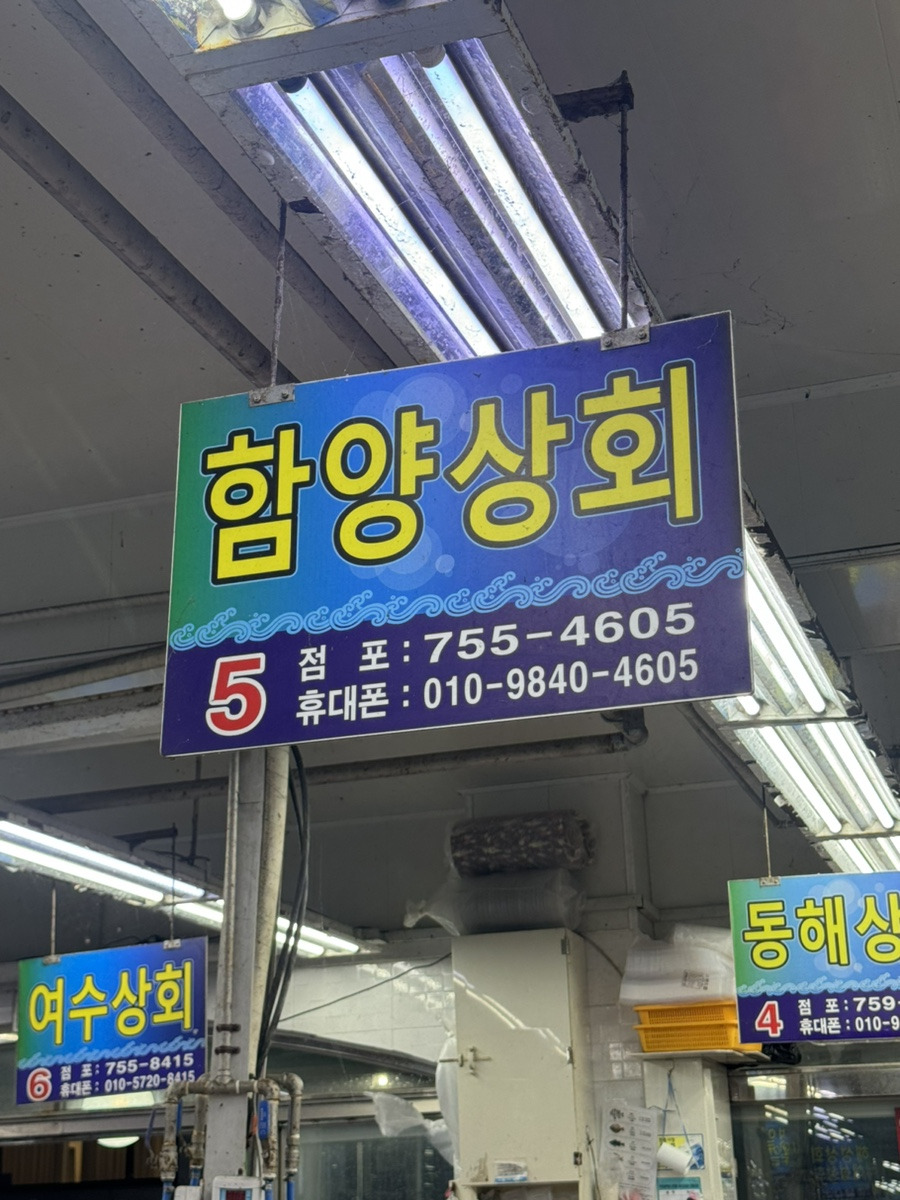 함양상회
5
점 포 : 755-4605
휴대폰 : 010-9840-4605
여수상회
6
점 포 : 755-8415
휴대폰 : 010-5720-8415
동해상
4
점 포 : 759-
휴대폰 : 010-9